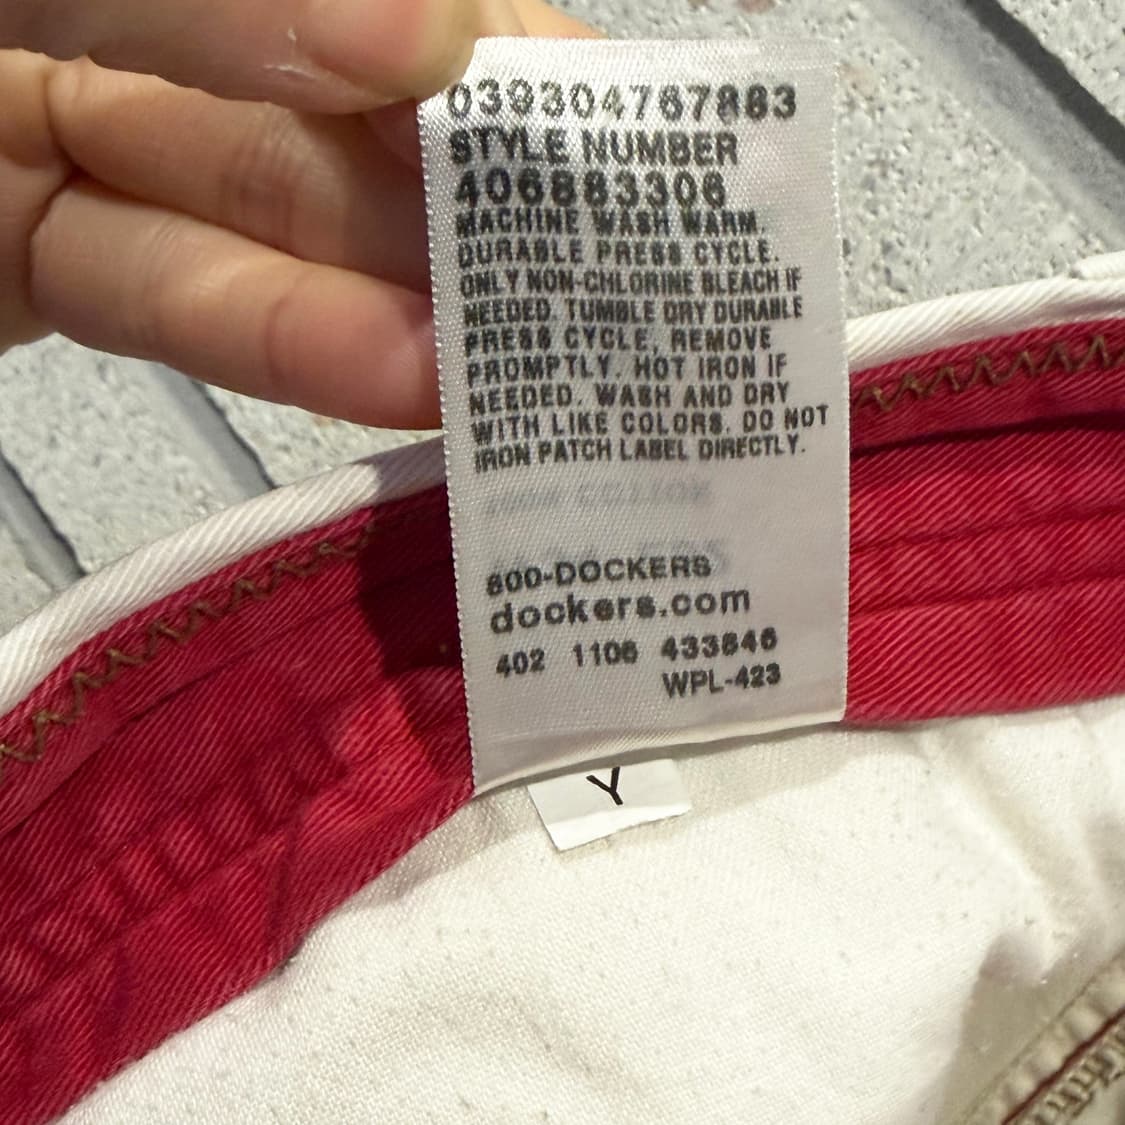 039304767883
STYLE NUMBER
406883306
MACHINE WASH WARM.
DURABLE PRESS CYCLE.
ONLY NON-CHLORINE BLEACH IF
NEEDED. TUMBLE DRY DURABLE
PRESS CYCLE, REMOVE
PROMPTLY. HOT IRON IF
NEEDED. WASH AND DRY
WITH LIKE COLORS. DO NOT
IRON PATCH LABEL DIRECTLY.
800-DOCKERS
dockers.com
402 1106 433846
WPL-423
Y